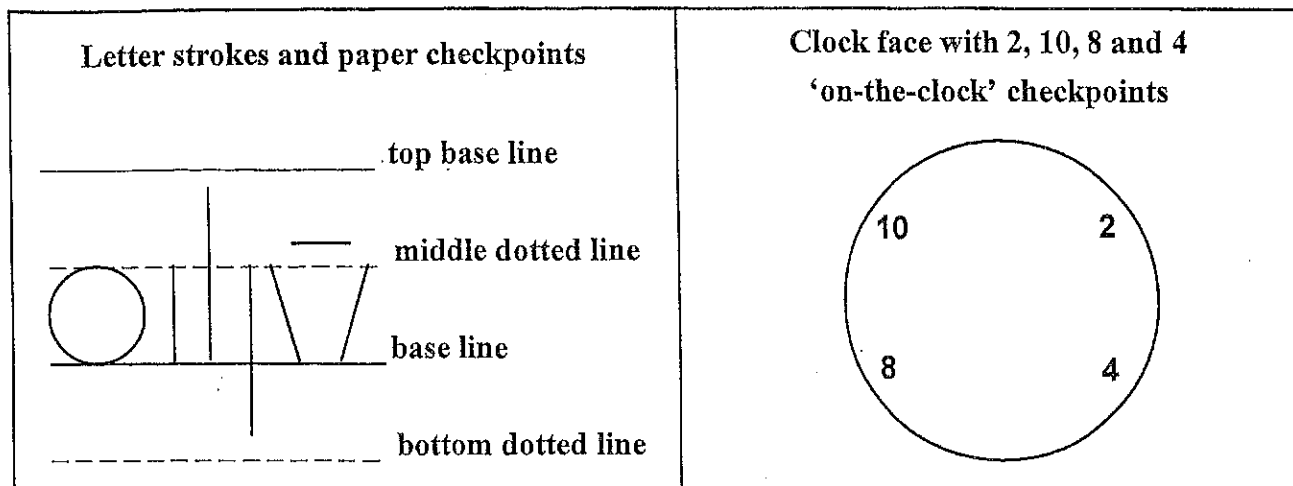 Letter strokes and paper checkpoints
top base line
middle dotted line
base line
bottom dotted line
Clock face with 2, 10, 8 and 4
‘on-the-clock’ checkpoints
10 2
8 4